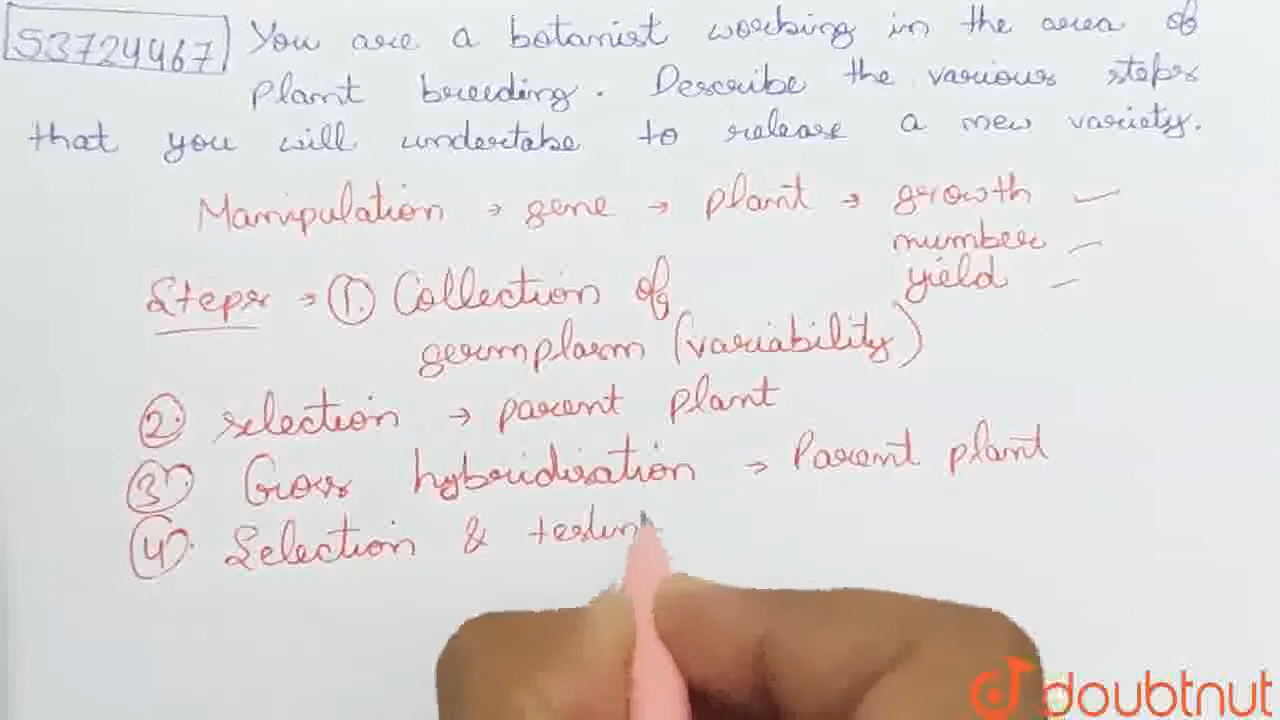 53724467 You are a botanist working in the area of
plant breeding. Describe the various steps
that you will undertake to release a new variety.
Manipulation → gene → plant → growth
number
yield
Steps → 1. Collection of
germplasm (variability)
2. selection → parent plant
3. Cross hybridisation → Parent plant
4. Selection & testin
doubtnut